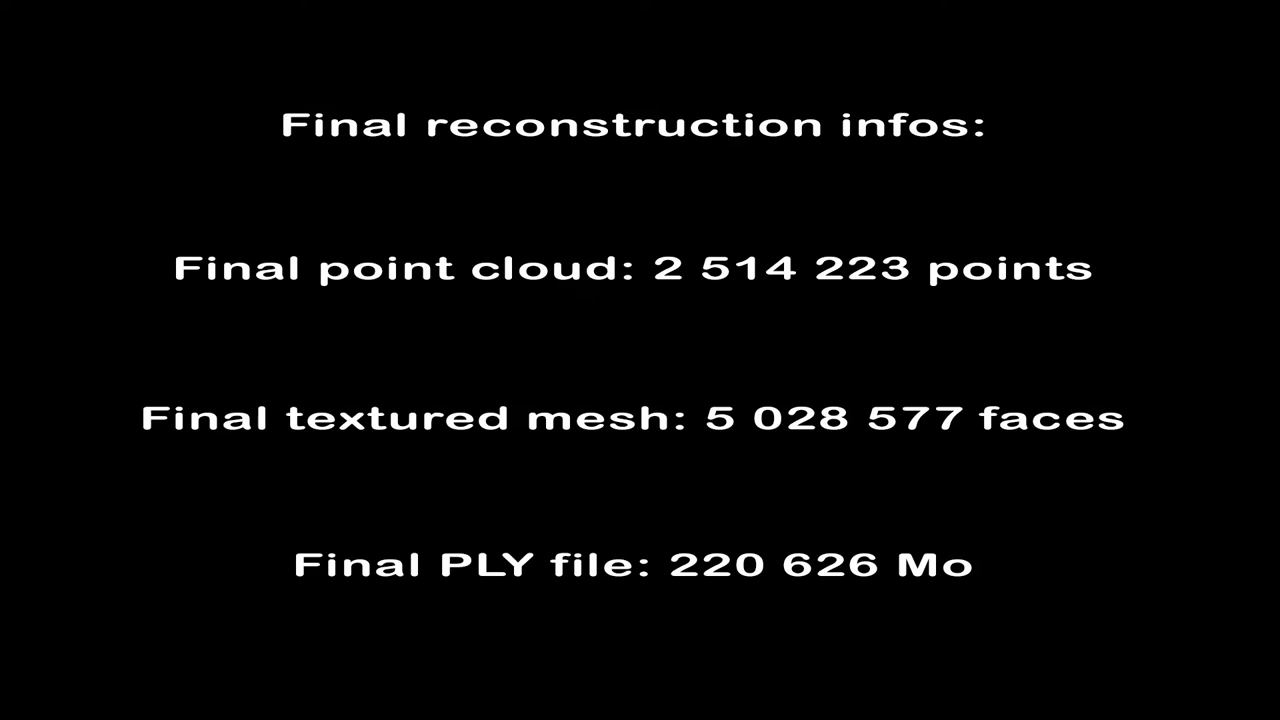 Final reconstruction infos:
Final point cloud: 2 514 223 points
Final textured mesh: 5 028 577 faces
Final PLY file: 220 626 Mo